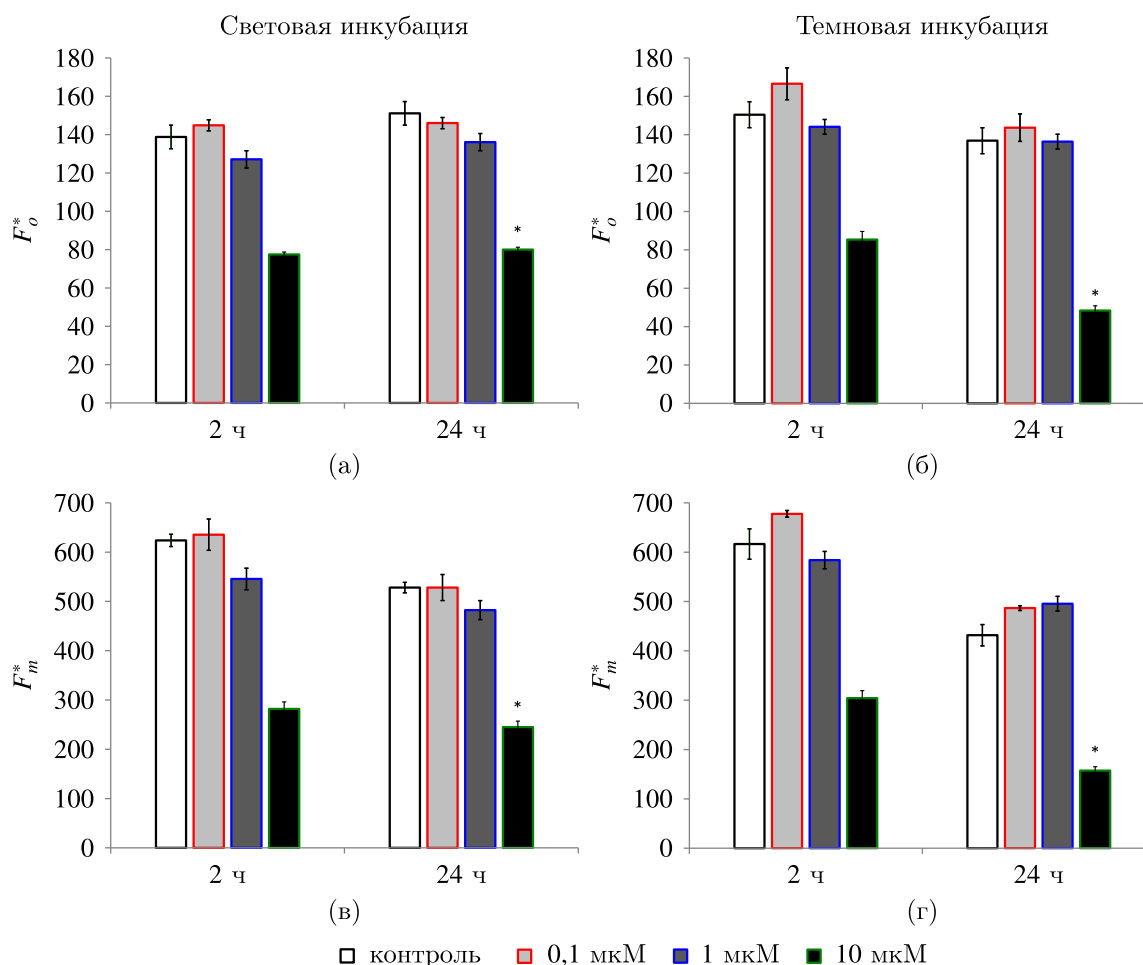 Световая инкубация
Темновая инкубация
180
160
140
120
100
80
60
40
20
0
F*o
*
2 ч
24 ч
(а)
180
160
140
120
100
80
60
40
20
0
F*o
*
2 ч
24 ч
(б)
700
600
500
400
300
200
100
0
F*m
*
2 ч
24 ч
(в)
700
600
500
400
300
200
100
0
F*m
*
2 ч
24 ч
(г)
контроль 0,1 мкМ 1 мкМ 10 мкМ